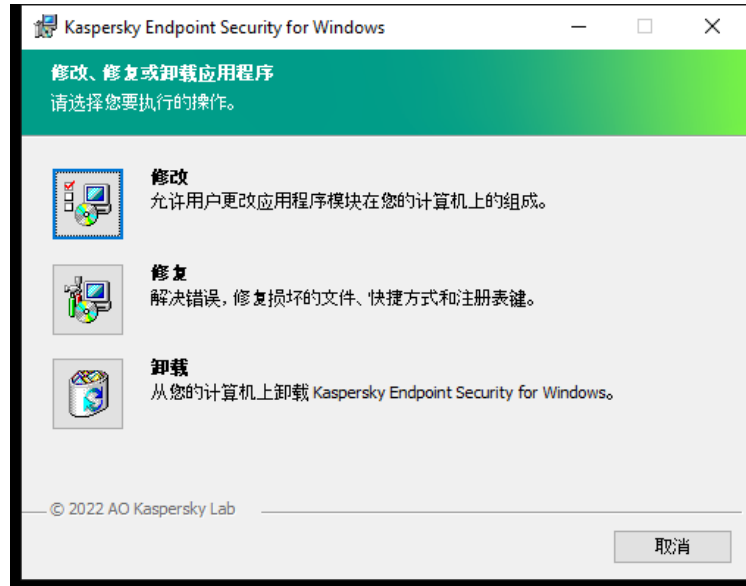 Kaspersky Endpoint Security for Windows
修改、修复或卸载应用程序
请选择您要执行的操作。
修改
允许用户更改应用程序模块在您的计算机上的组成。
修复
解决错误，修复损坏的文件、快捷方式和注册表键。
卸载
从您的计算机上卸载 Kaspersky Endpoint Security for Windows。
© 2022 AO Kaspersky Lab
取消